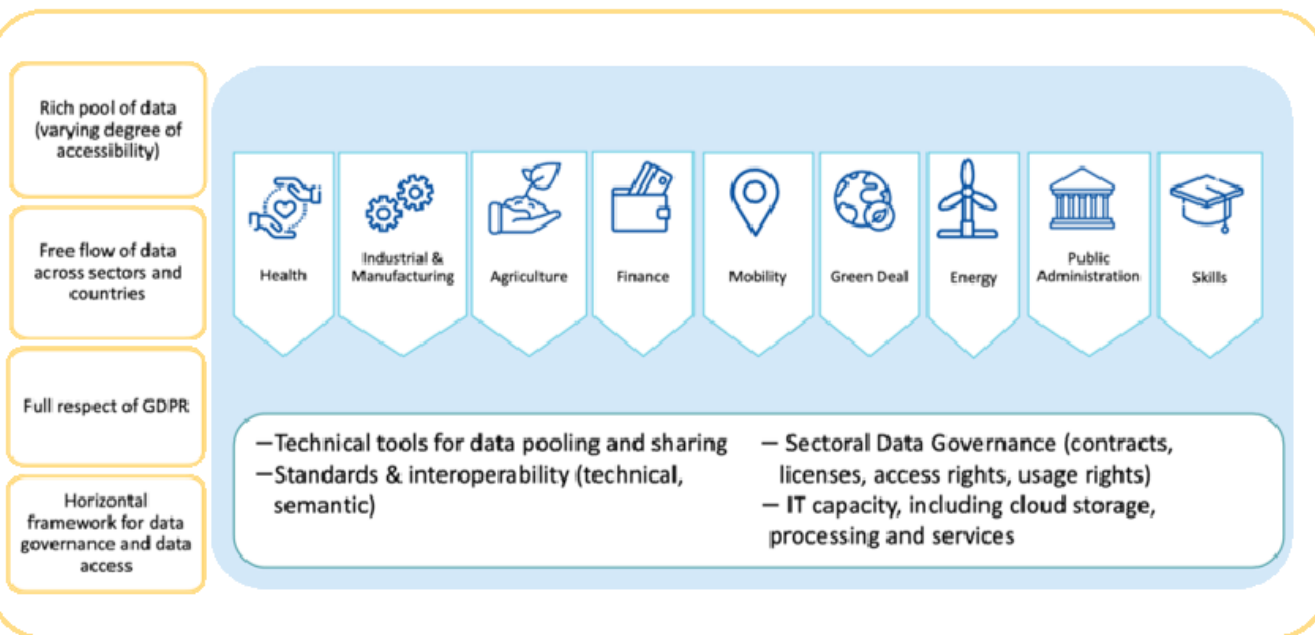 Rich pool of data
(varying degree of
accessibility)
Free flow of data
across sectors and
countries
Full respect of GDPR
Horizontal
framework for data
governance and data
access
Health
Industrial &
Manufacturing
Agriculture
Finance
Mobility
Green Deal
Energy
Public
Administration
Skills
—Technical tools for data pooling and sharing
—Standards & interoperability (technical,
semantic)
— Sectoral Data Governance (contracts,
licenses, access rights, usage rights)
— IT capacity, including cloud storage,
processing and services